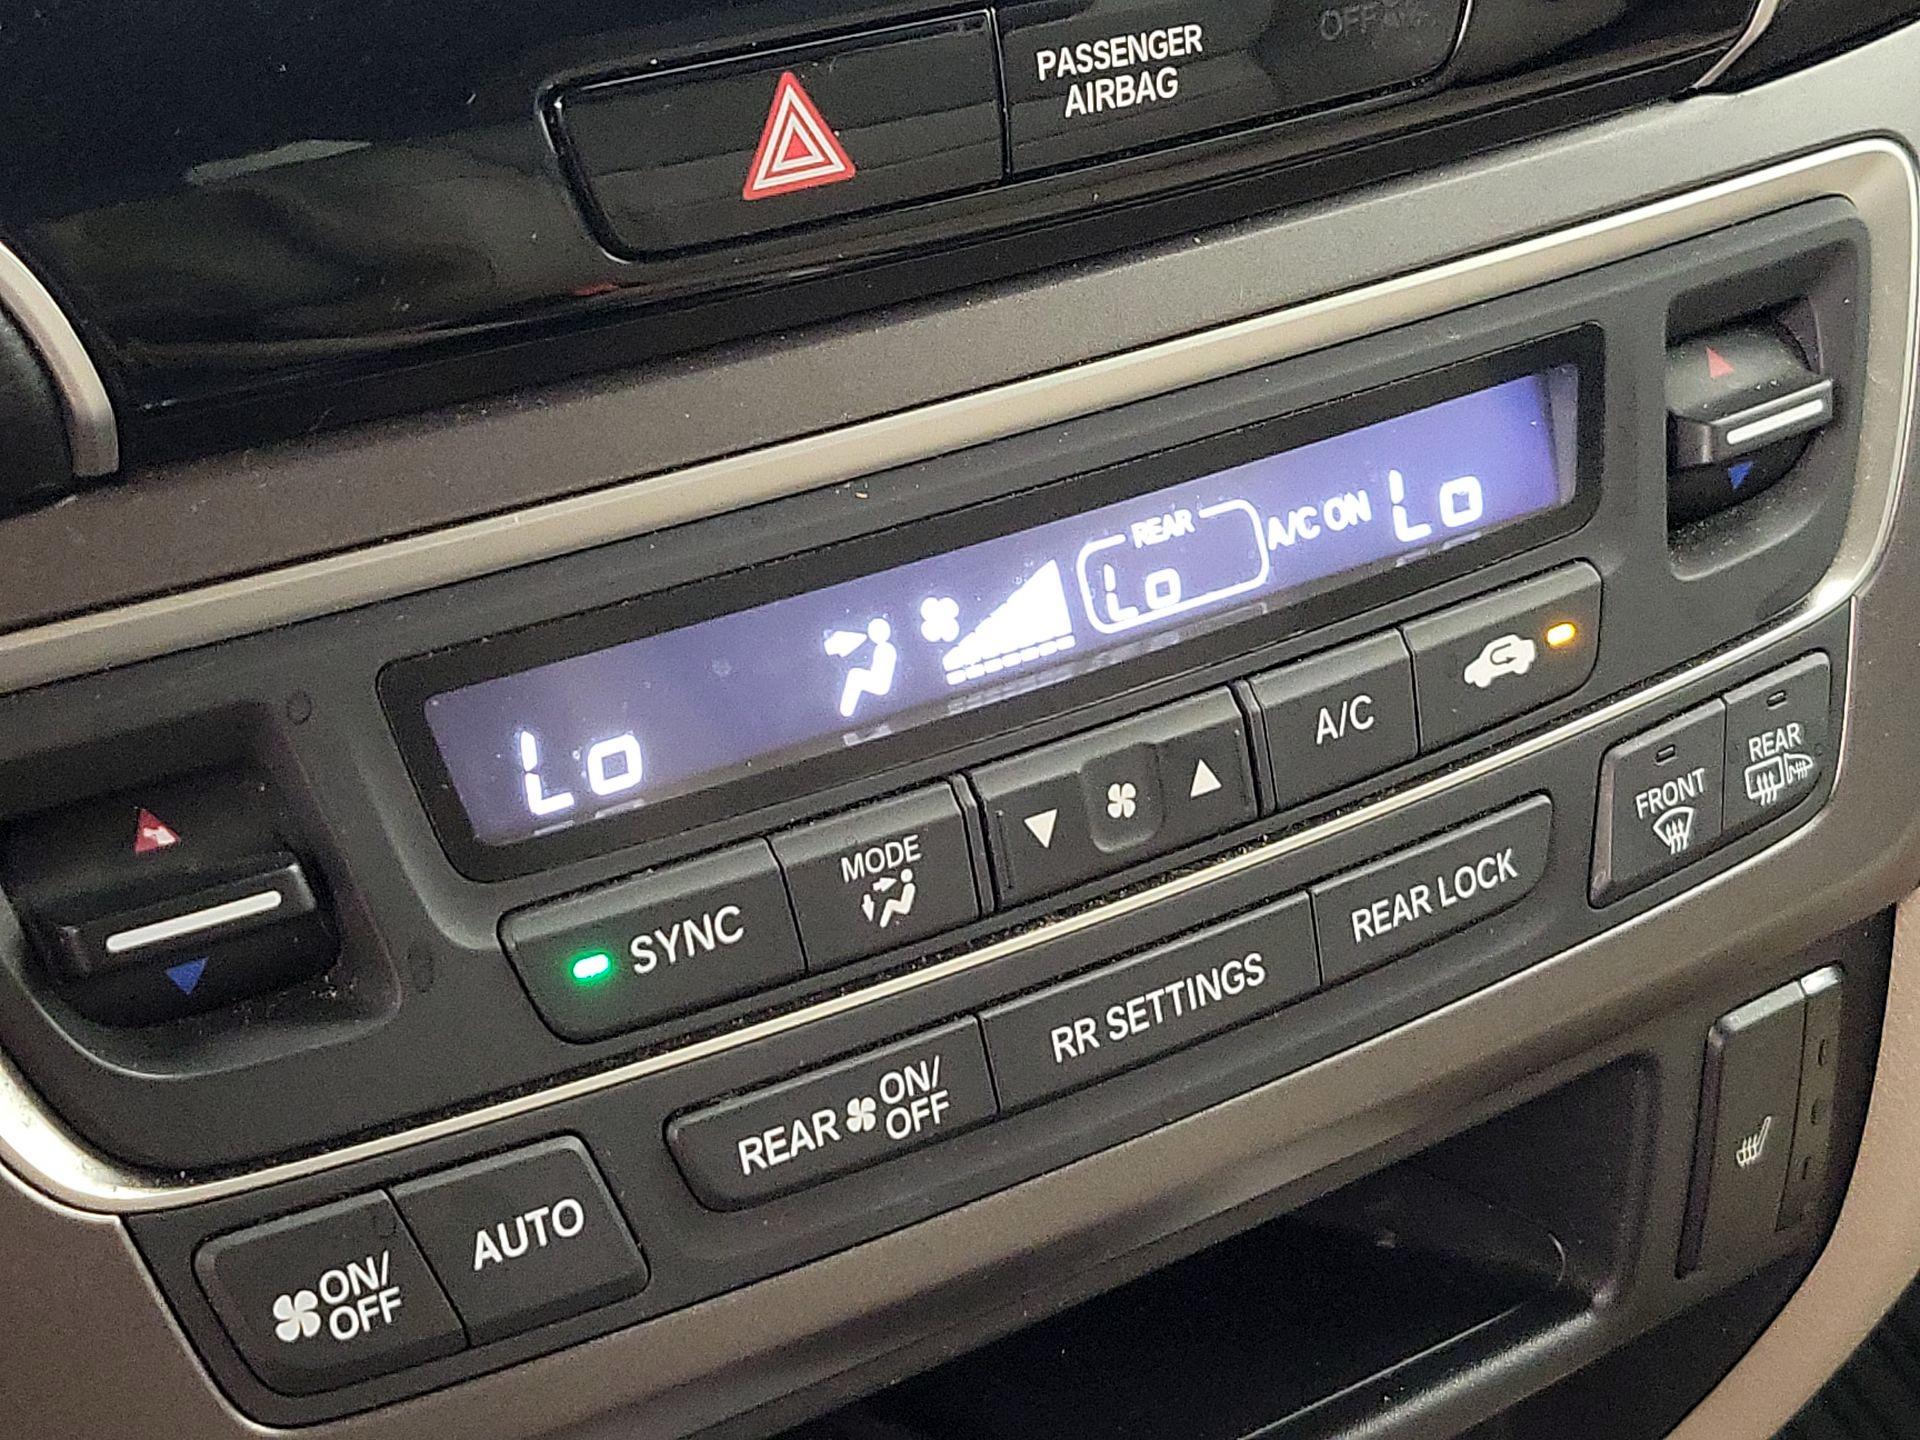 OFF
PASSENGER
AIRBAG
Lo
REAR
Lo
A/C ON
Lo
SYNC
MODE
A/C
FRONT
REAR
ON/
OFF
AUTO
REAR ON/
OFF
RR SETTINGS
REAR LOCK